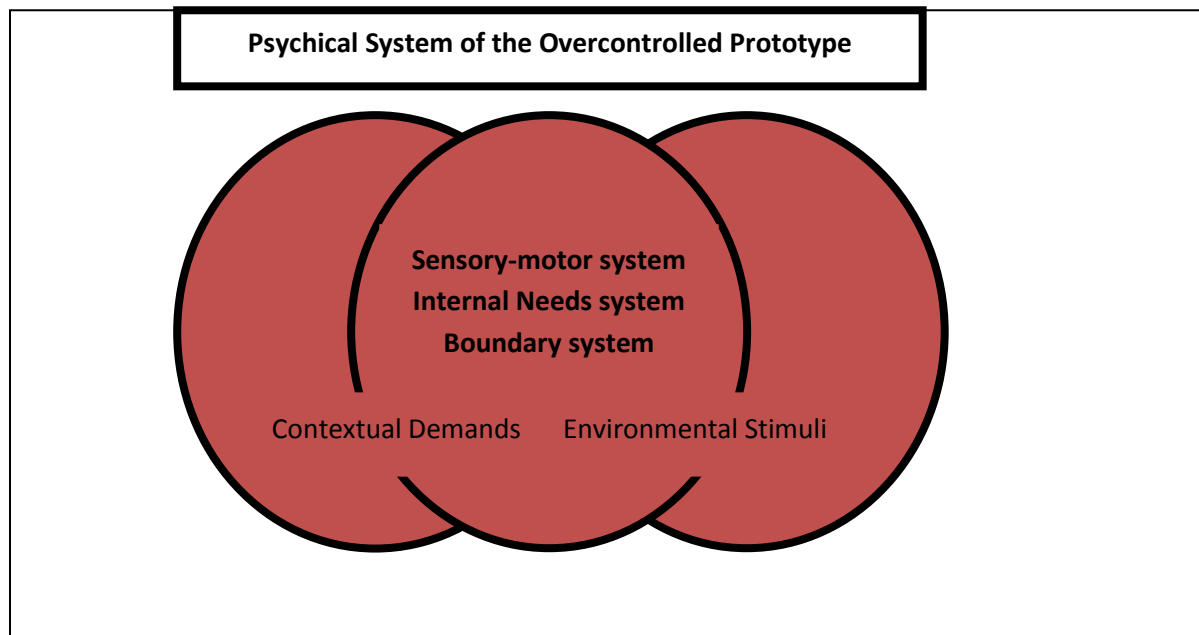 Psychical System of the Overcontrolled Prototype
Sensory-motor system
Internal Needs system
Boundary system
Contextual Demands Environmental Stimuli